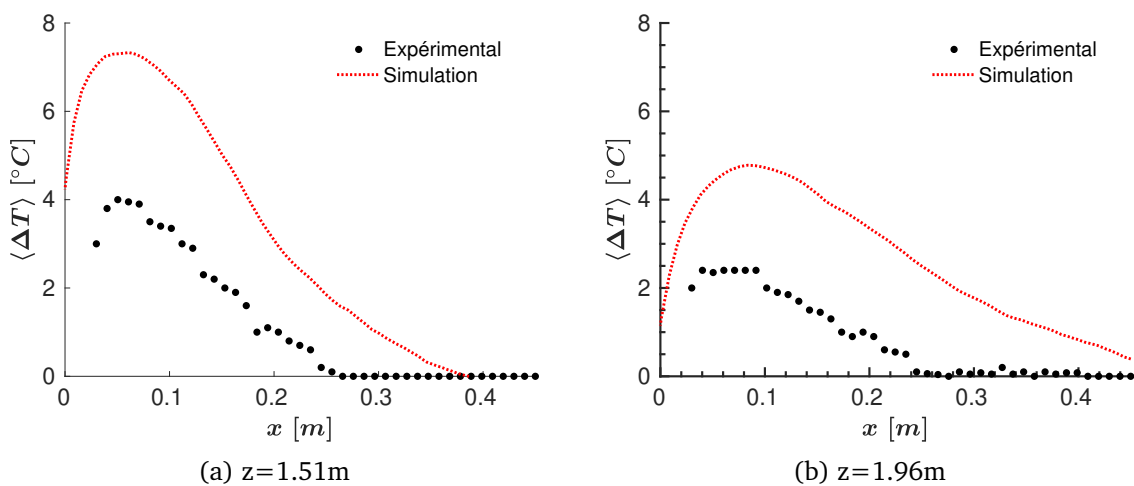 8
6
4
2
0
⟨ΔT⟩ [°C]
Expérimental
Simulation
0 0.1 0.2 0.3 0.4
x [m]
(a) z=1.51m
8
6
4
2
0
⟨ΔT⟩ [°C]
Expérimental
Simulation
0 0.1 0.2 0.3 0.4
x [m]
(b) z=1.96m